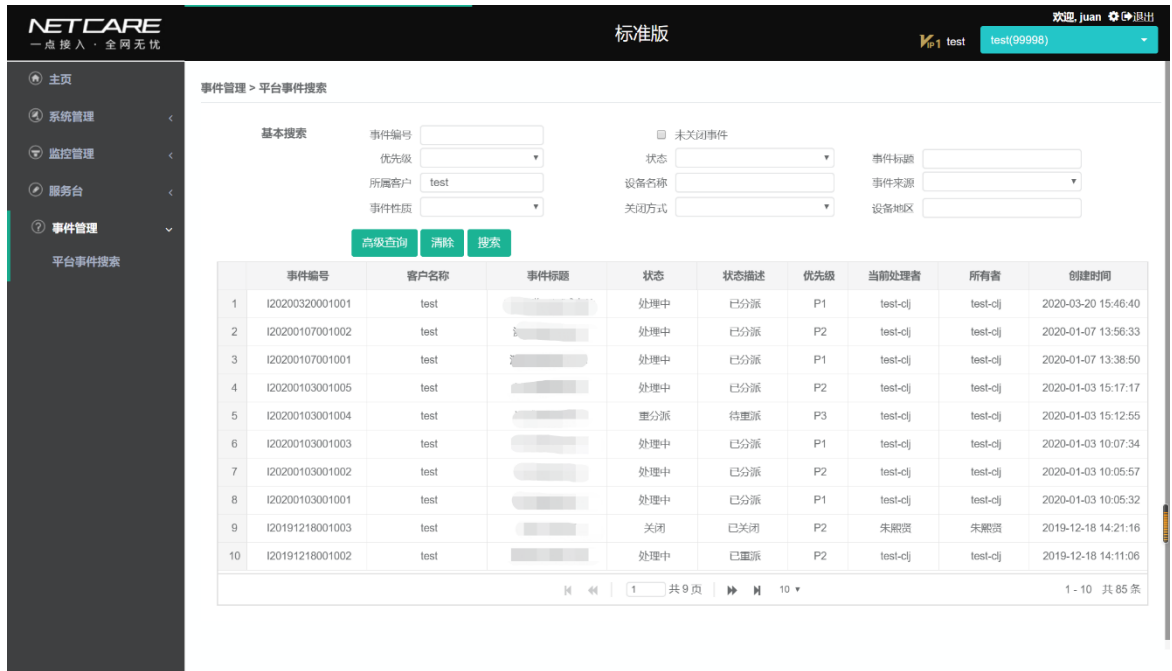 NETCARE
一点接入 · 全网无忧
标准版
欢迎, juan 退出
VIP1 test test(99998)
主页
系统管理
监控管理
服务台
事件管理
平台事件搜索
事件管理 > 平台事件搜索
基本搜索 事件编号 未关闭事件
优先级 状态 事件标题
所属客户 test 设备名称 事件来源
事件性质 关闭方式 设备地区
高级查询 清除 搜索
事件编号 客户名称 事件标题 状态 状态描述 优先级 当前处理者 所有者 创建时间
1 I20200320001001 test 处理中 已分派 P1 test-clj test-clj 2020-03-20 15:46:40
2 I20200107001002 test 处理中 已分派 P2 test-clj test-clj 2020-01-07 13:56:33
3 I20200107001001 test 处理中 已分派 P1 test-clj test-clj 2020-01-07 13:38:50
4 I20200103001005 test 处理中 已分派 P2 test-clj test-clj 2020-01-03 15:17:17
5 I20200103001004 test 重分派 待重派 P3 test-clj test-clj 2020-01-03 15:12:55
6 I20200103001003 test 处理中 已分派 P1 test-clj test-clj 2020-01-03 10:07:34
7 I20200103001002 test 处理中 已分派 P2 test-clj test-clj 2020-01-03 10:05:57
8 I20200103001001 test 处理中 已分派 P1 test-clj test-clj 2020-01-03 10:05:32
9 I20191218001003 test 关闭 已关闭 P2 朱熙贤 朱熙贤 2019-12-18 14:21:16
10 I20191218001002 test 处理中 已重派 P2 test-clj test-clj 2019-12-18 14:11:06
1 共 9 页 10 1 - 10 共 85 条